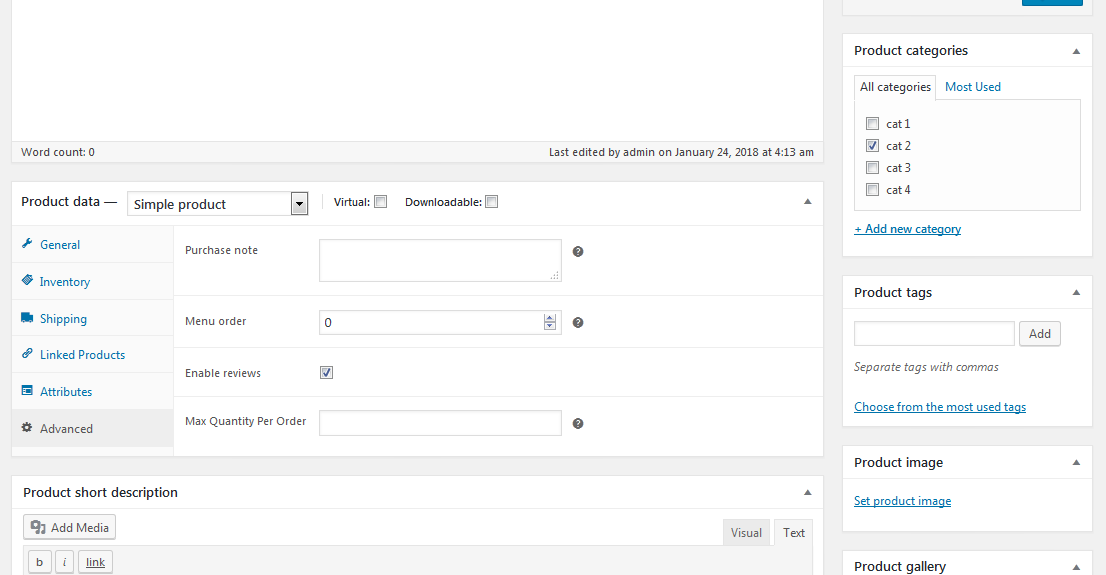 Word count: 0
Last edited by admin on January 24, 2018 at 4:13 am
Product data —
Simple product
Virtual:
Downloadable:
General
Inventory
Shipping
Linked Products
Attributes
Advanced
Purchase note
Menu order
0
Enable reviews
Max Quantity Per Order
Product short description
Add Media
Visual
Text
b
i
link
Product categories
All categories
Most Used
cat 1
cat 2
cat 3
cat 4
+ Add new category
Product tags
Add
Separate tags with commas
Choose from the most used tags
Product image
Set product image
Product gallery